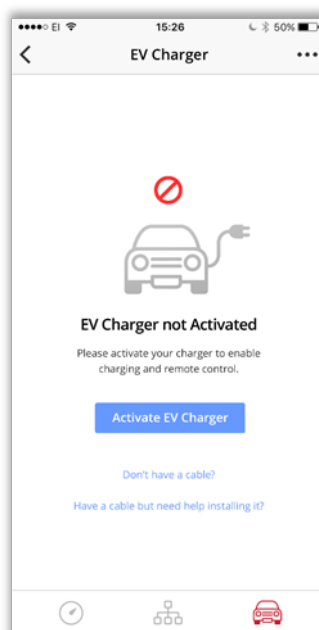 EI 15:26 50%
EV Charger
EV Charger not Activated
Please activate your charger to enable
charging and remote control.
Activate EV Charger
Don't have a cable?
Have a cable but need help installing it?